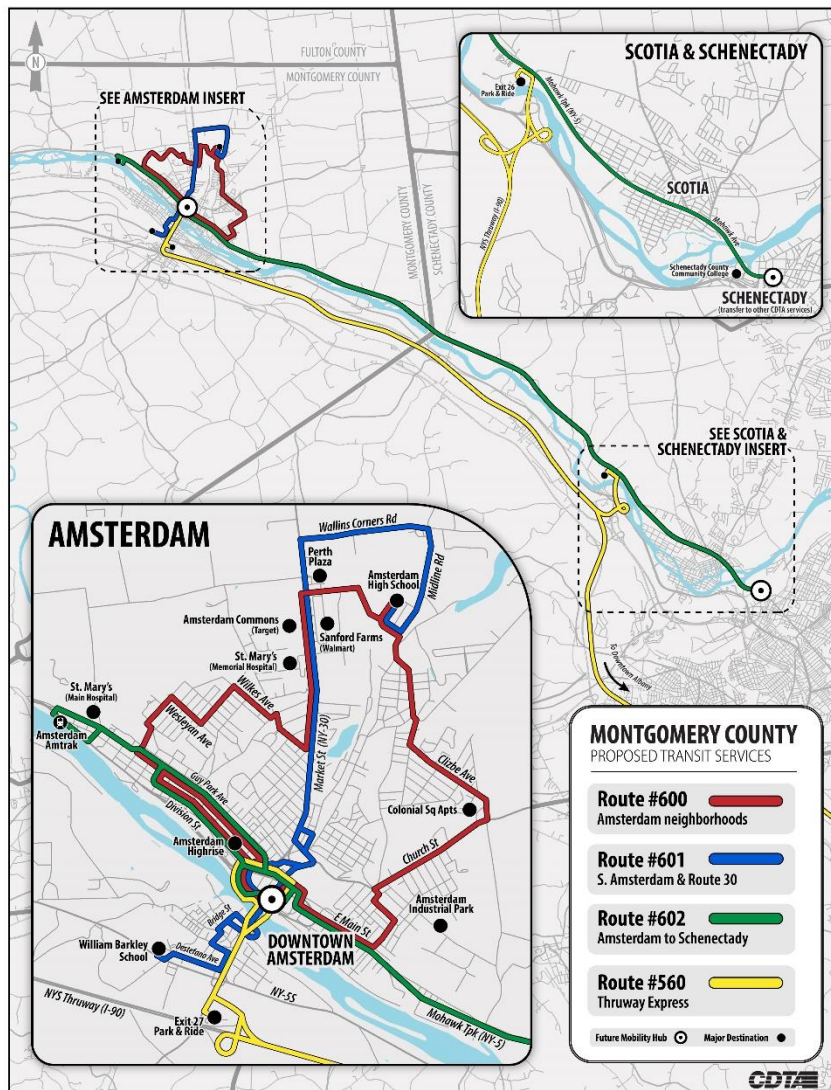 N
FULTON COUNTY
MONTGOMERY COUNTY
SEE AMSTERDAM INSERT
MONTGOMERY COUNTY
SCHENECTADY COUNTY
SCOTIA & SCHENECTADY
Exit 26
Park & Ride
Mohawk Tpk (NY-5)
NYS Thruway (I-90)
SCOTIA
Mohawk Ave
Schenectady County
Community College
SCHENECTADY
(transfer to other CDTA services)
SEE SCOTIA &
SCHENECTADY INSERT
To Downtown Albany
AMSTERDAM
Wallins Corners Rd
Perth
Plaza
Amsterdam
High School
Midline Rd
Amsterdam Commons
(Target)
Sanford Farms
(Walmart)
St. Mary's
(Memorial Hospital)
St. Mary's
(Main Hospital)
Wilkes Ave
Wesleyan Ave
Market St (NY-30)
Amsterdam
Amtrak
Guy Park Ave
Division St
Clizbe Ave
Colonial Sq Apts
Church St
Amsterdam
Highrise
Amsterdam
Industrial Park
E Main St
Bridge St
DOWNTOWN
AMSTERDAM
William Barkley
School
Destefano Ave
NYS Thruway (I-90)
NY-5S
Exit 27
Park & Ride
Mohawk Tpk (NY-5)
MONTGOMERY COUNTY
PROPOSED TRANSIT SERVICES
Route #600
Amsterdam neighborhoods
Route #601
S. Amsterdam & Route 30
Route #602
Amsterdam to Schenectady
Route #560
Thruway Express
Future Mobility Hub
Major Destination
CDTA